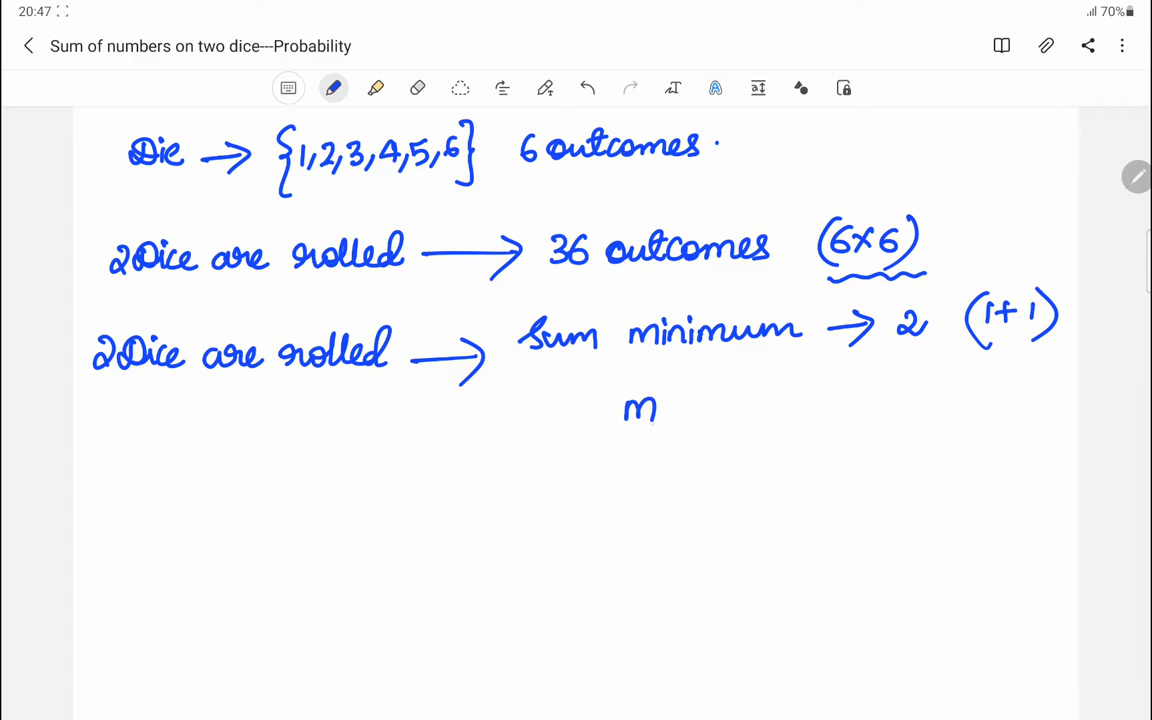 20:47 70%
Sum of numbers on two dice---Probability
Die → {1,2,3,4,5,6} 6 outcomes.
2Dice are rolled → 36 outcomes (6×6)
2Dice are rolled → Sum minimum → 2 (1+1)
m